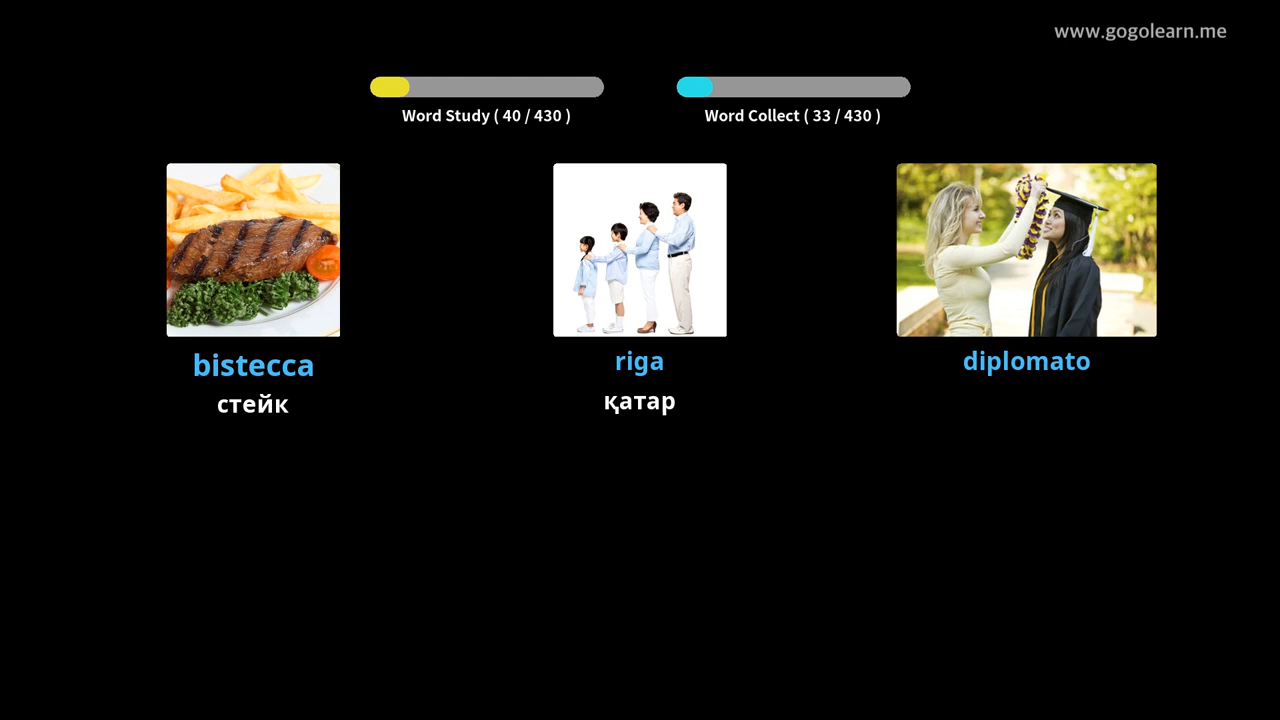 www.gogolearn.me
Word Study ( 40 / 430 )
Word Collect ( 33 / 430 )
bistecca
стейк
riga
қатар
diplomato